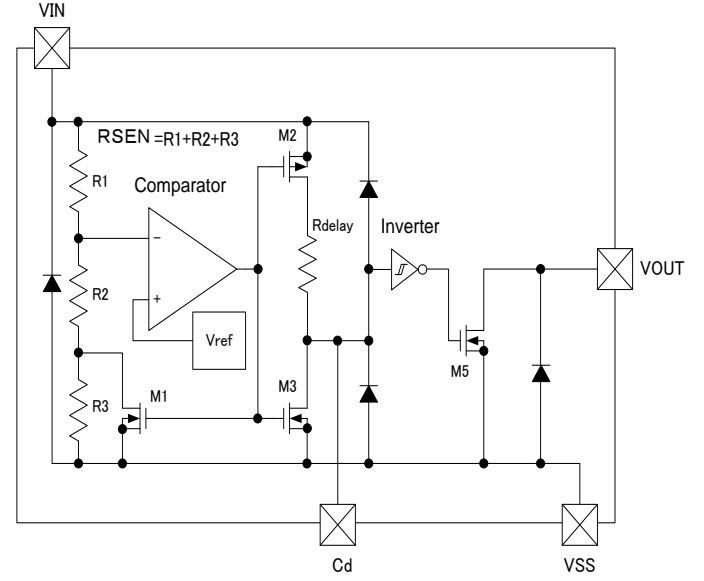 VIN
RSEN =R1+R2+R3
M2
R1
Comparator
Rdelay
Inverter
−
VOUT
R2
+
Vref
M5
M1
M3
R3
Cd
VSS